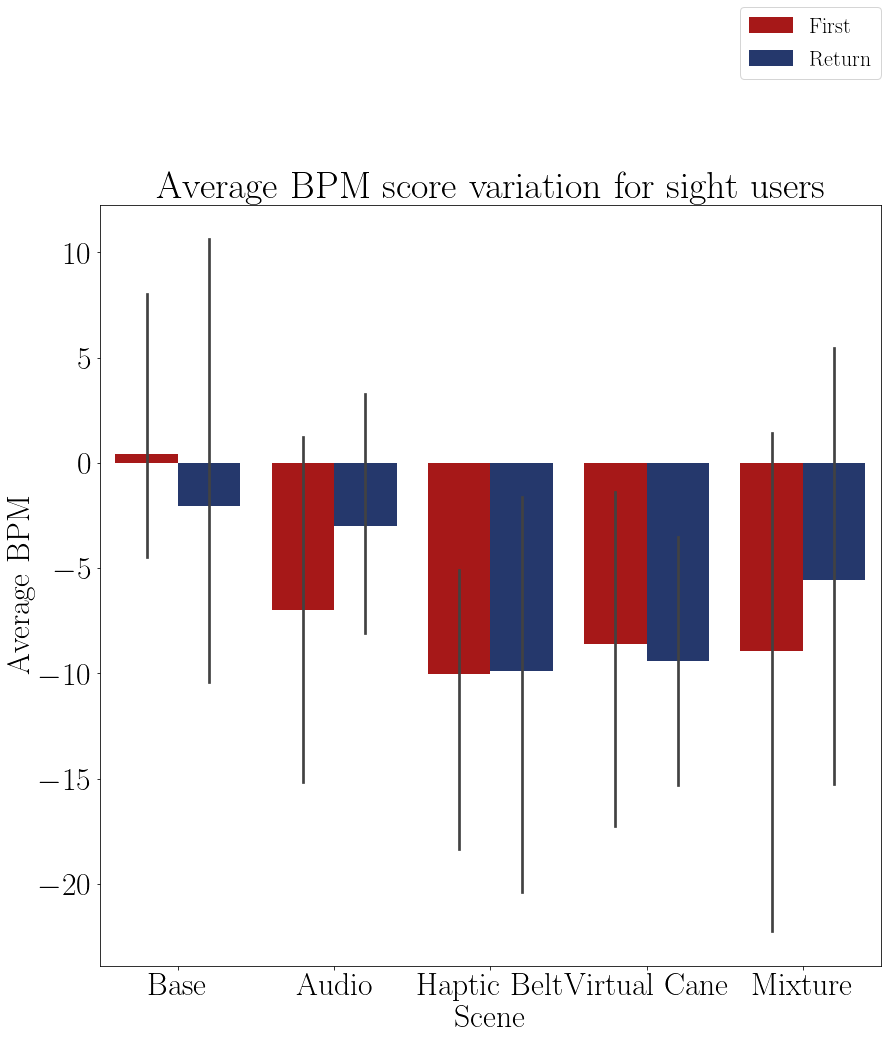 First
Return
Average BPM score variation for sight users
10
5
0
−5
−10
−15
−20
Average BPM
Base Audio Haptic Belt Virtual Cane Mixture
Scene